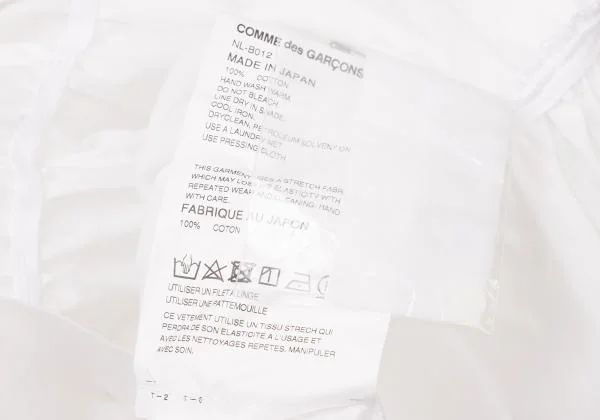 COMME des GARÇONS
NL-B012
MADE IN JAPAN
100% COTTON
HAND WASH WARM.
DO NOT BLEACH.
LINE DRY IN SHADE.
COOL IRON.
DRYCLEAN, PETROLEUM SOLVENT ON
USE A LAUNDRY NET
USE PRESSING CLOTH
THIS GARMENT USES A STRETCH FABR
WHICH MAY LOSE ITS ELASTICITY WITH
REPEATED WEAR AND CLEANING. HAND
WITH CARE.
FABRIQUE AU JAPON
100% COTON
UTILISER UN FILET A LINGE
UTILISER UNE PATTEMOUILLE
CE VETEMENT UTILISE UN TISSU STRECH QUI
PERDRA DE SON ELASTICITE A L'USAGE ET
AVEC LES NETTOYAGES REPETES. MANIPULER
AVEC SOIN.
T-2